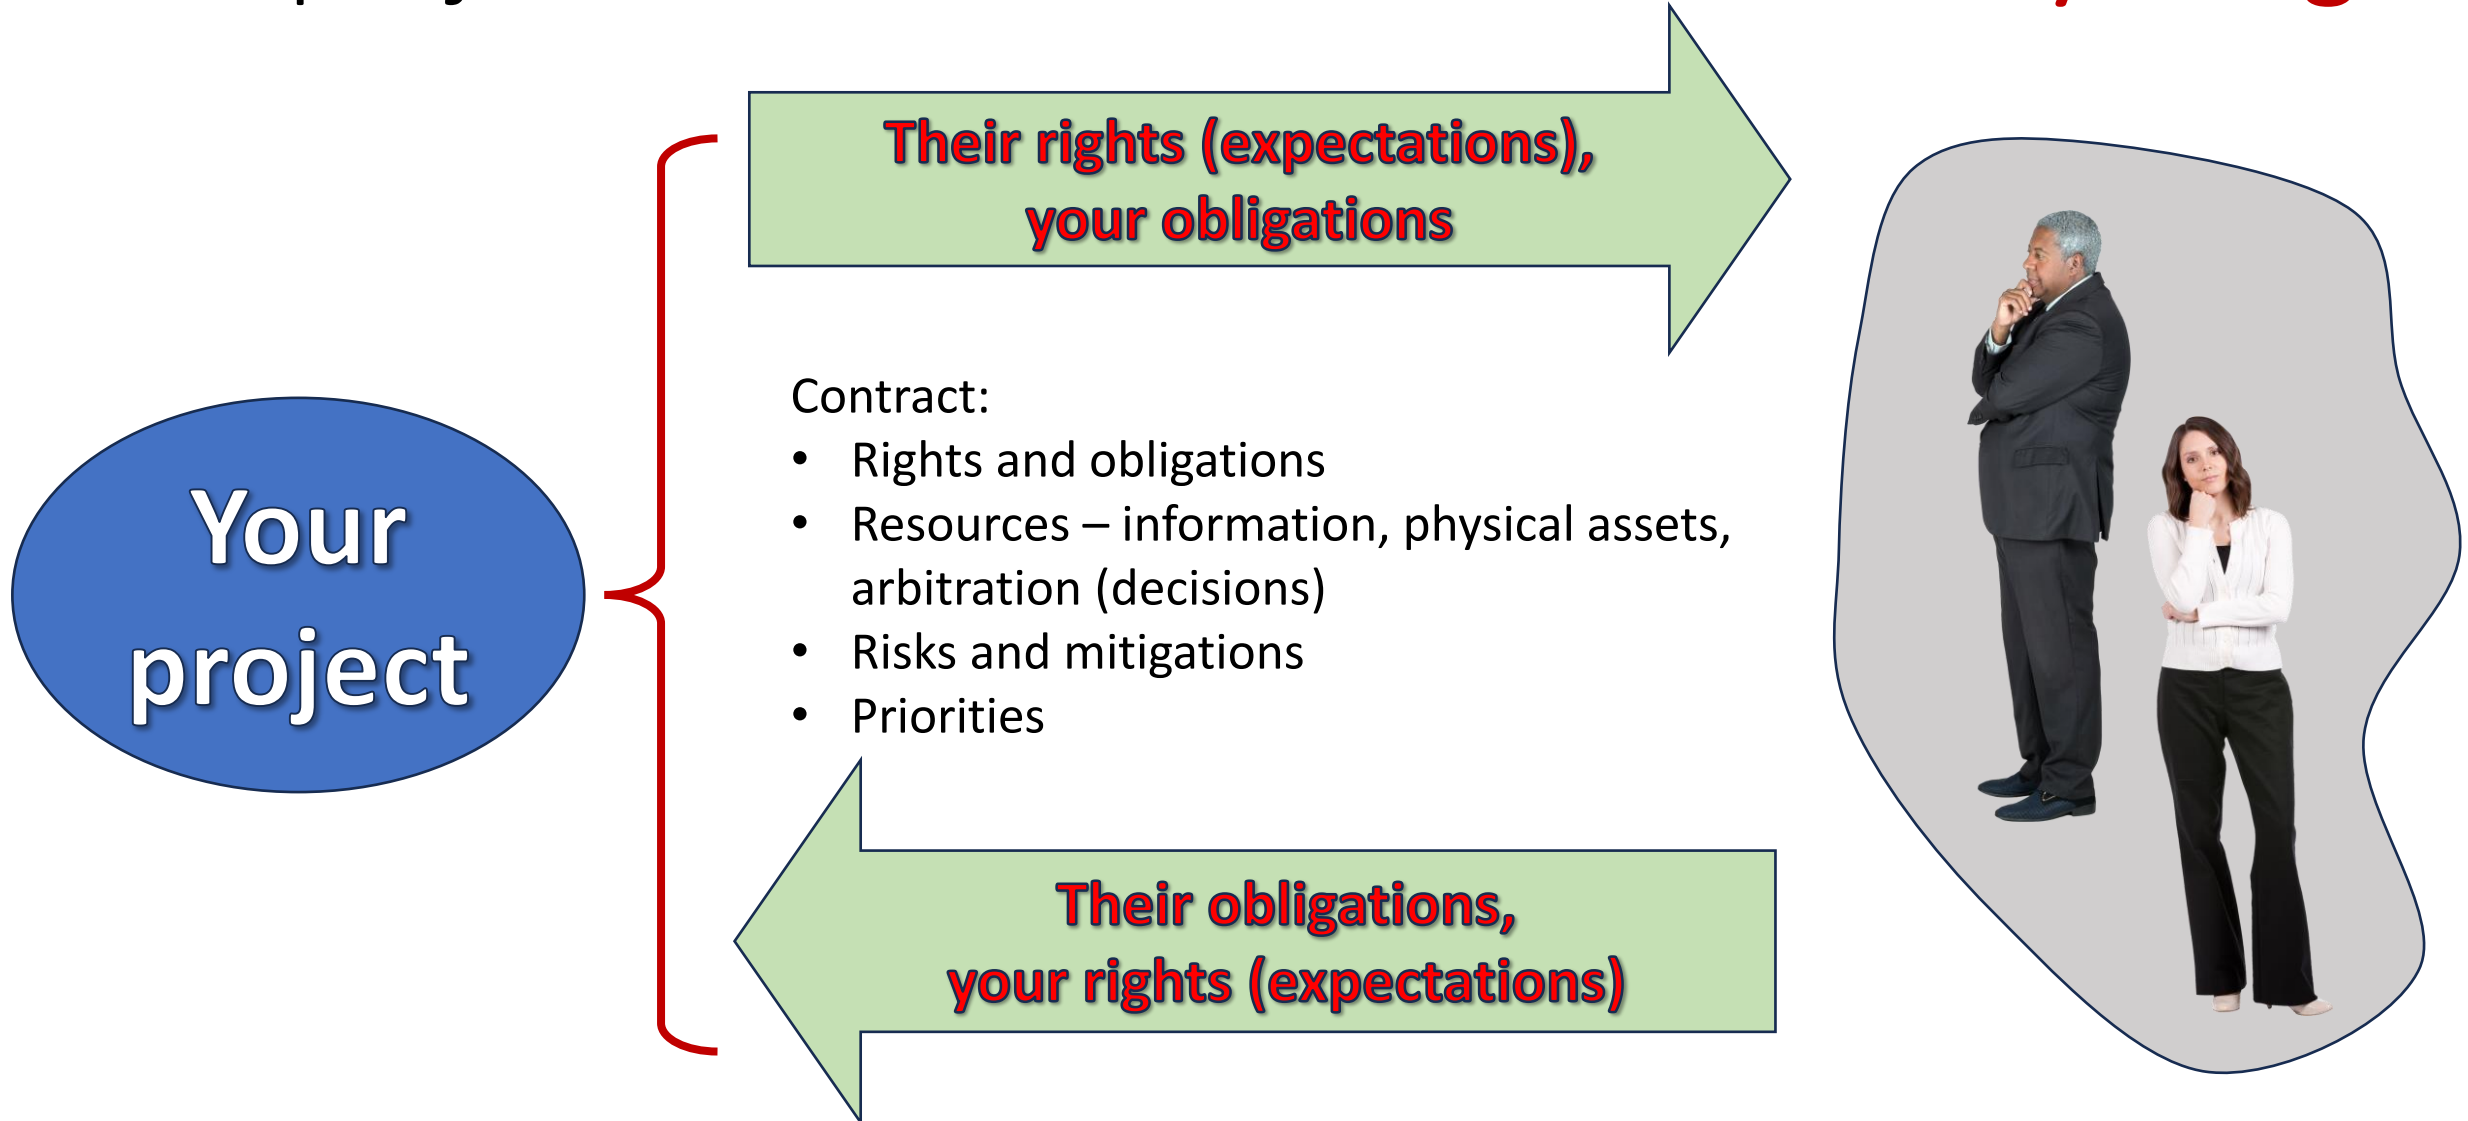 Their rights (expectations),
your obligations
Contract:
• Rights and obligations
• Resources – information, physical assets,
arbitration (decisions)
• Risks and mitigations
• Priorities
Your
project
Their obligations,
your rights (expectations)